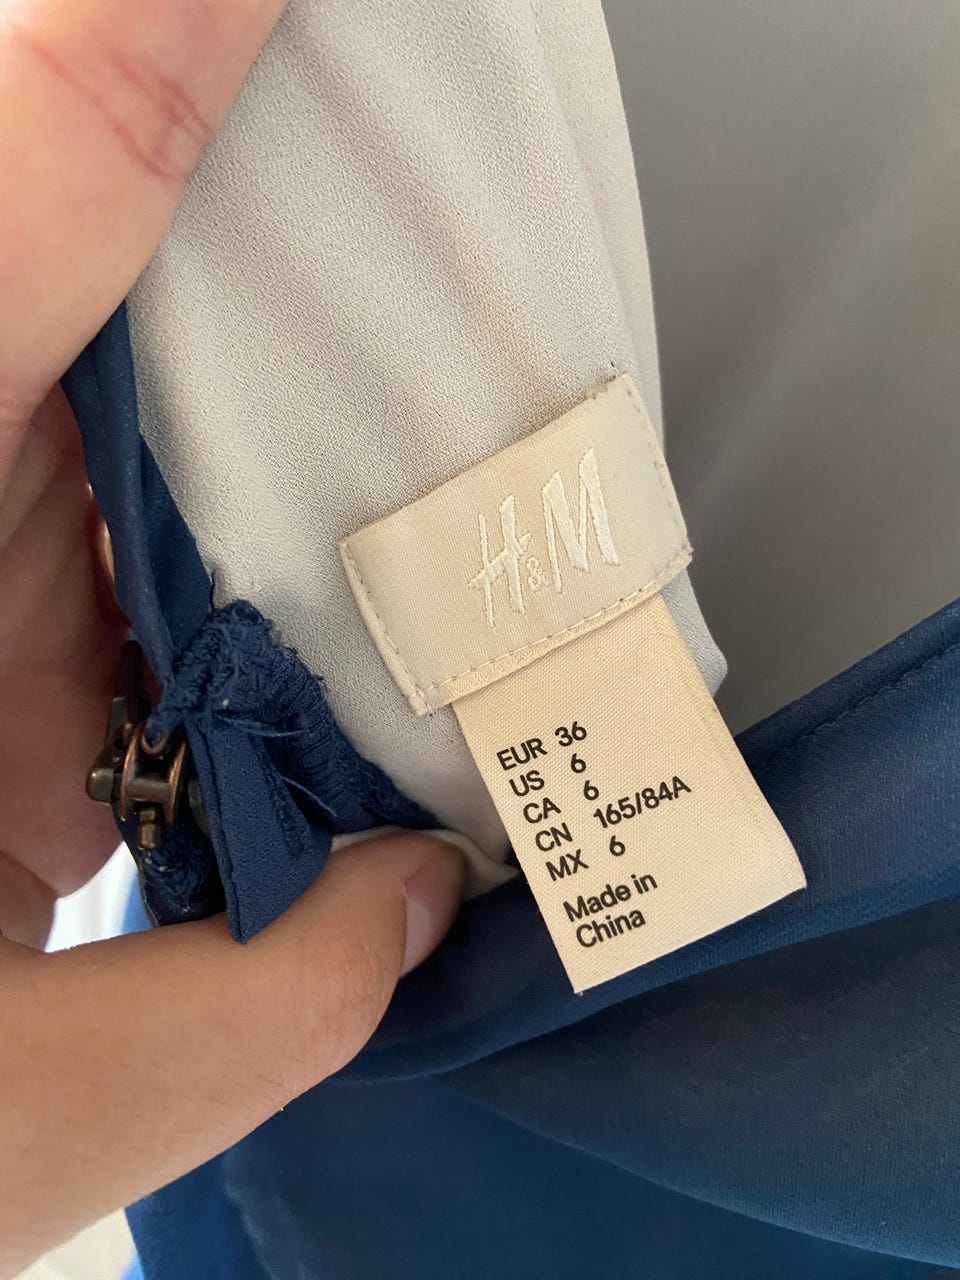 H&M
EUR 36
US 6
CA 6
CN 165/84A
MX 6
Made in
China